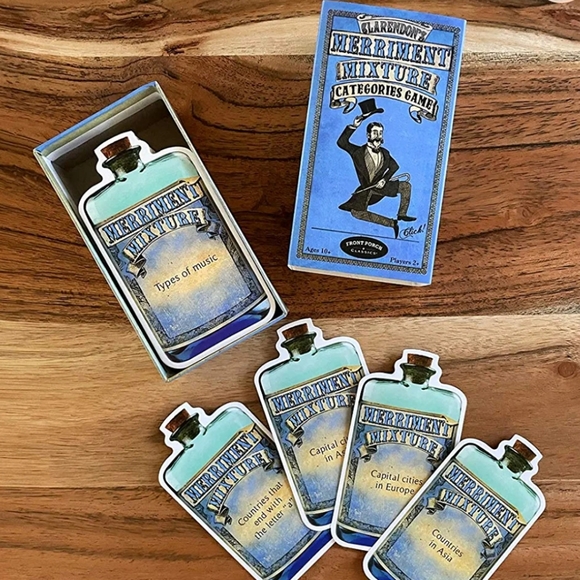 CLARENDON'S
MERRIMENT
MIXTURE
CATEGORIES GAME
Click!
FRONT PORCH
CLASSICS
Ages 10+
Players 2+
MERRIMENT
MIXTURE
Types of music
MERRIMENT
MIXTURE
Countries that
end with
the letter "a"
MERRIMENT
MIXTURE
Capital
in Asia
MERRIMENT
MIXTURE
Capital cities
in Europe
MERRIMENT
MIXTURE
Countries
in Asia